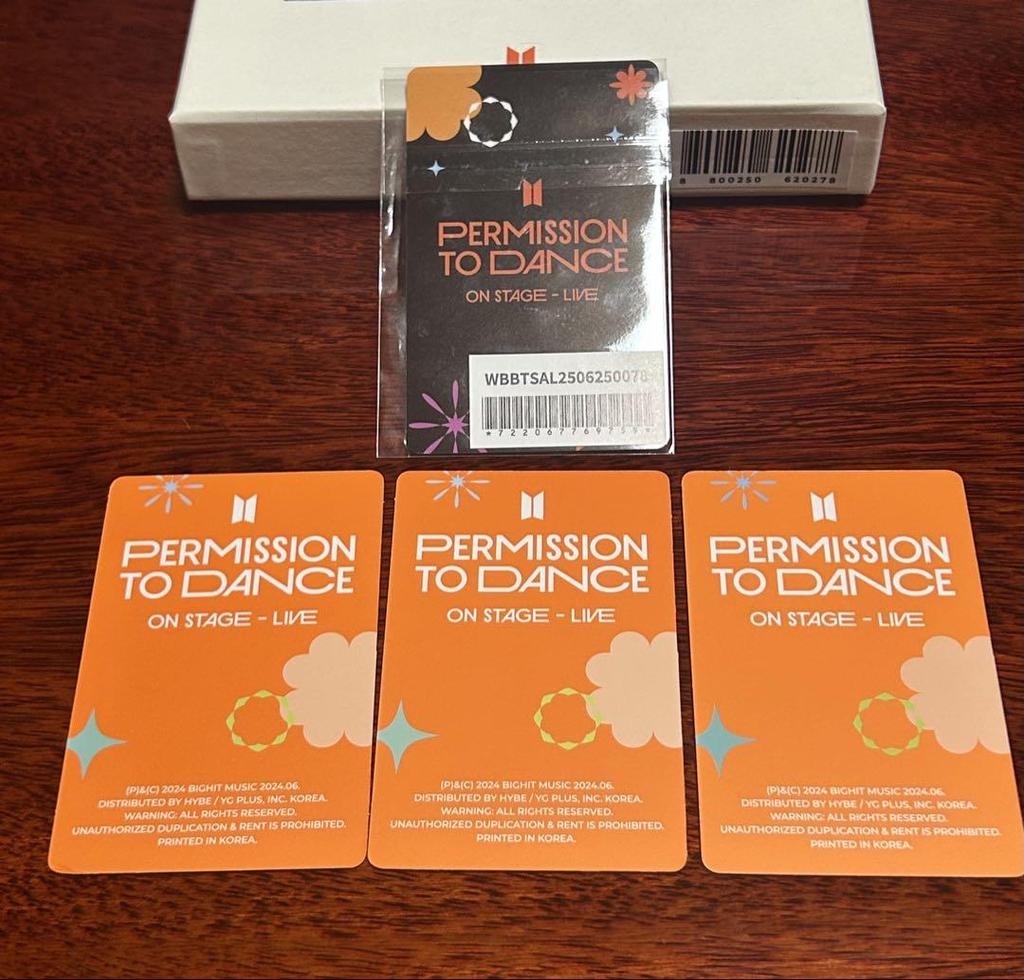 8 800250 620278
PERMISSION
TO DANCE
ON STAGE - LIVE
WBBTSAL2506250078
*722067769759*
PERMISSION
TO DANCE
ON STAGE - LIVE
(P)&(C) 2024 BIGHIT MUSIC 2024.06.
DISTRIBUTED BY HYBE / YG PLUS, INC. KOREA.
WARNING: ALL RIGHTS RESERVED.
UNAUTHORIZED DUPLICATION & RENT IS PROHIBITED.
PRINTED IN KOREA.
PERMISSION
TO DANCE
ON STAGE - LIVE
(P)&(C) 2024 BIGHIT MUSIC 2024.06.
DISTRIBUTED BY HYBE / YG PLUS, INC. KOREA.
WARNING: ALL RIGHTS RESERVED.
UNAUTHORIZED DUPLICATION & RENT IS PROHIBITED.
PRINTED IN KOREA.
PERMISSION
TO DANCE
ON STAGE - LIVE
(P)&(C) 2024 BIGHIT MUSIC 2024.06.
DISTRIBUTED BY HYBE / YG PLUS, INC. KOREA.
WARNING: ALL RIGHTS RESERVED.
UNAUTHORIZED DUPLICATION & RENT IS PROHIBITED.
PRINTED IN KOREA.